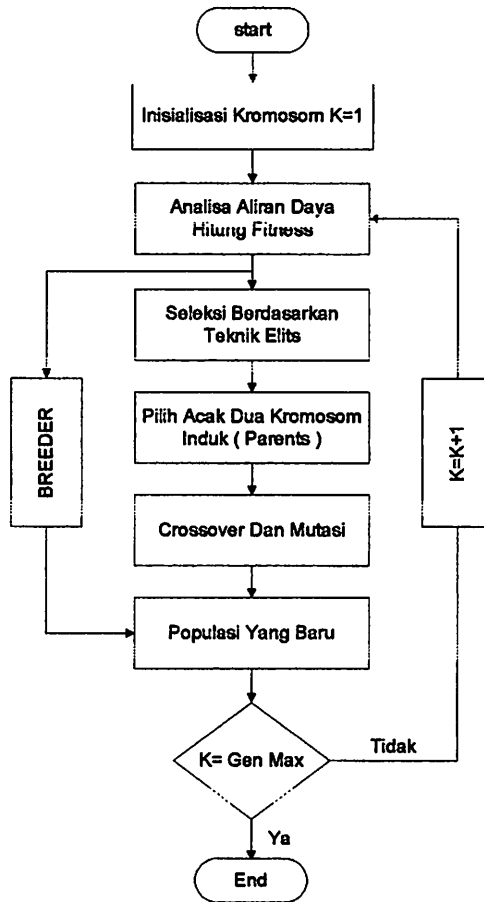 start
Inisialisasi Kromosom K=1
Analisa Aliran Daya
Hitung Fitness
Seleksi Berdasarkan
Teknik Elits
Pilih Acak Dua Kromosom
Induk ( Parents )
BREEDER
K=K+1
Crossover Dan Mutasi
Populasi Yang Baru
K= Gen Max
Tidak
Ya
End